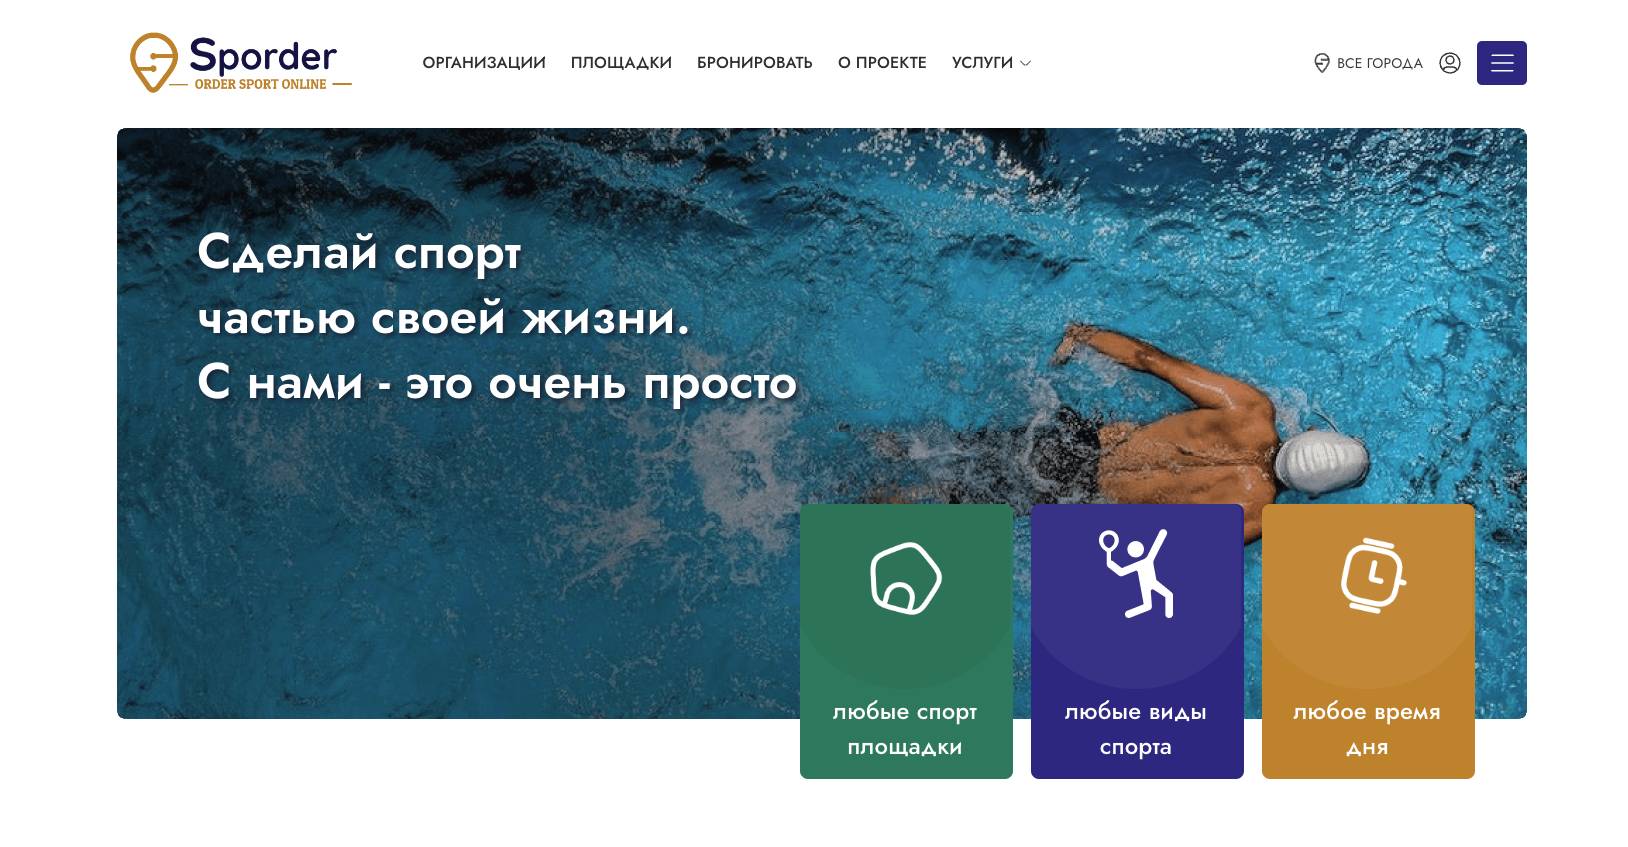 Sporder
ORDER SPORT ONLINE
ОРГАНИЗАЦИИ ПЛОЩАДКИ БРОНИРОВАТЬ О ПРОЕКТЕ УСЛУГИ
ВСЕ ГОРОДА
Сделай спорт
частью своей жизни.
С нами - это очень просто
любые спорт
площадки
любые виды
спорта
любое время
дня